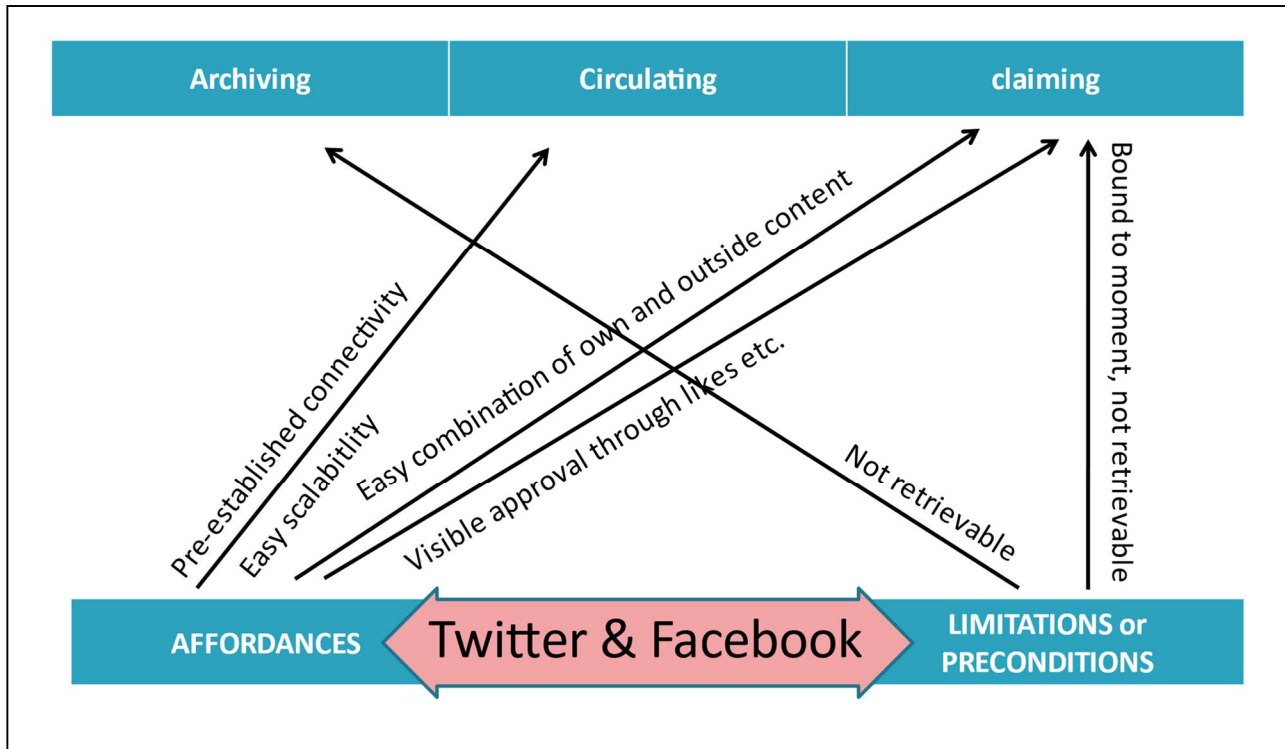 Archiving
Circulating
claiming
Pre-established connectivity
Easy scalabitlity
Easy combination of own and outside content
Visible approval through likes etc.
Not retrievable
Bound to moment, not retrievable
AFFORDANCES
Twitter & Facebook
LIMITATIONS or
PRECONDITIONS